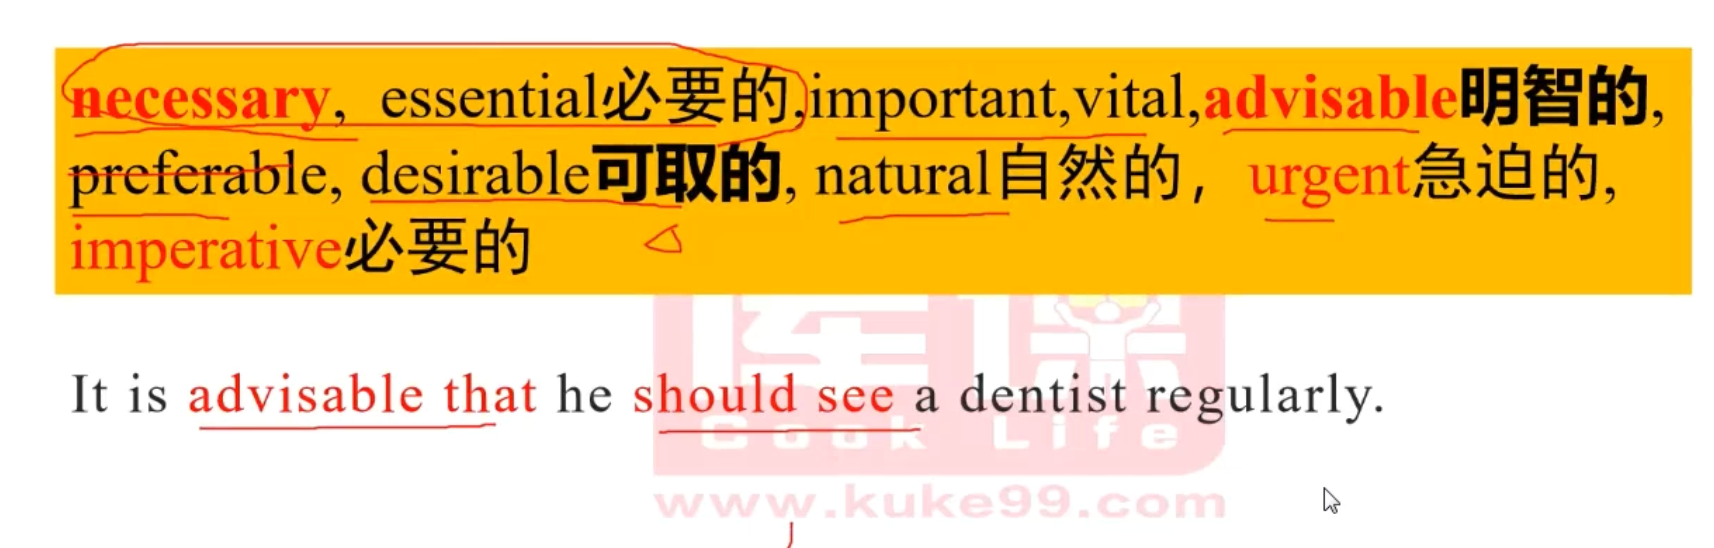 necessary, essential必要的,important,vital,advisable明智的,
preferable, desirable可取的, natural自然的, urgent急迫的,
imperative必要的
It is advisable that he should see a dentist regularly.
库课
Cook Life
www.kuke99.com